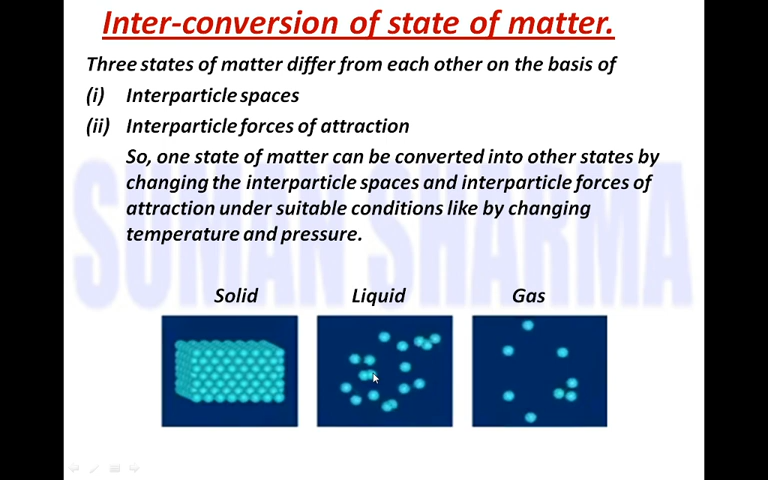 Inter-conversion of state of matter.
Three states of matter differ from each other on the basis of
(i) Interparticle spaces
(ii) Interparticle forces of attraction
So, one state of matter can be converted into other states by
changing the interparticle spaces and interparticle forces of
attraction under suitable conditions like by changing
temperature and pressure.
SUMAN SHARMA
Solid Liquid Gas